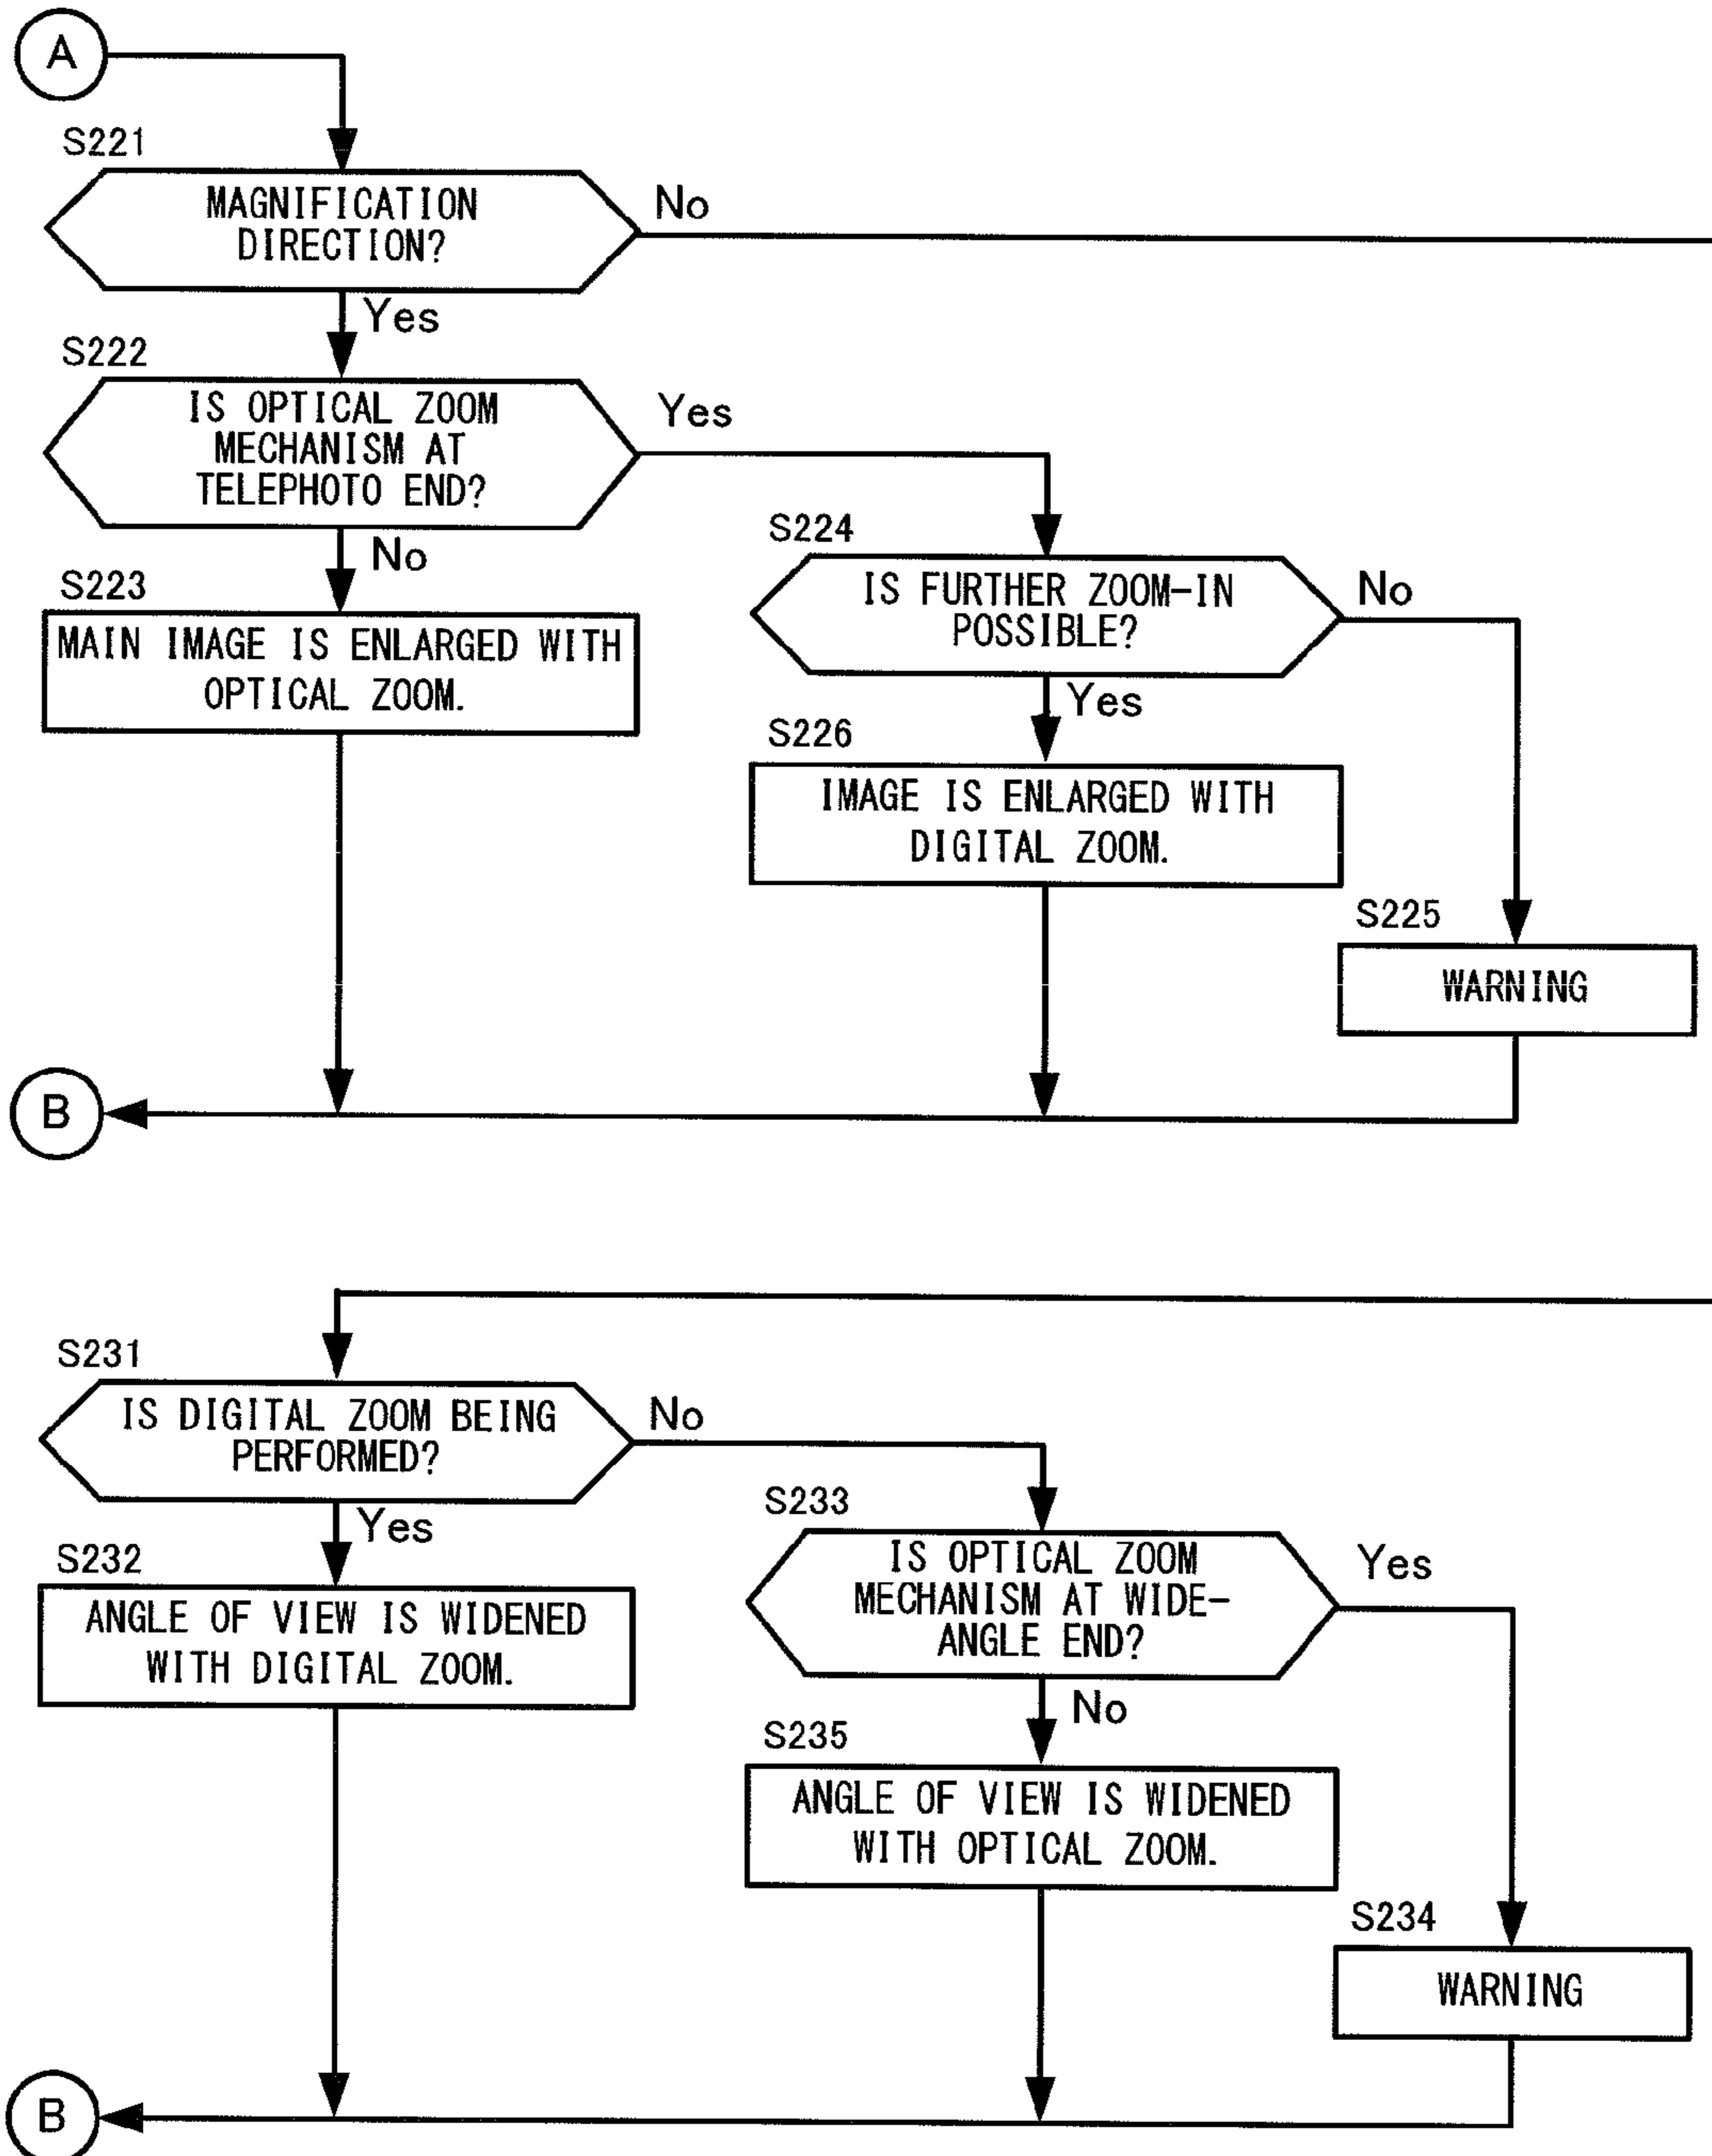 A
S221
MAGNIFICATION
DIRECTION?
No
Yes
S222
IS OPTICAL ZOOM
MECHANISM AT
TELEPHOTO END?
Yes
No
S223
MAIN IMAGE IS ENLARGED WITH
OPTICAL ZOOM.
S224
IS FURTHER ZOOM-IN
POSSIBLE?
No
Yes
S226
IMAGE IS ENLARGED WITH
DIGITAL ZOOM.
S225
WARNING
B
S231
IS DIGITAL ZOOM BEING
PERFORMED?
No
Yes
S232
ANGLE OF VIEW IS WIDENED
WITH DIGITAL ZOOM.
S233
IS OPTICAL ZOOM
MECHANISM AT WIDE-
ANGLE END?
Yes
No
S235
ANGLE OF VIEW IS WIDENED
WITH OPTICAL ZOOM.
S234
WARNING
B